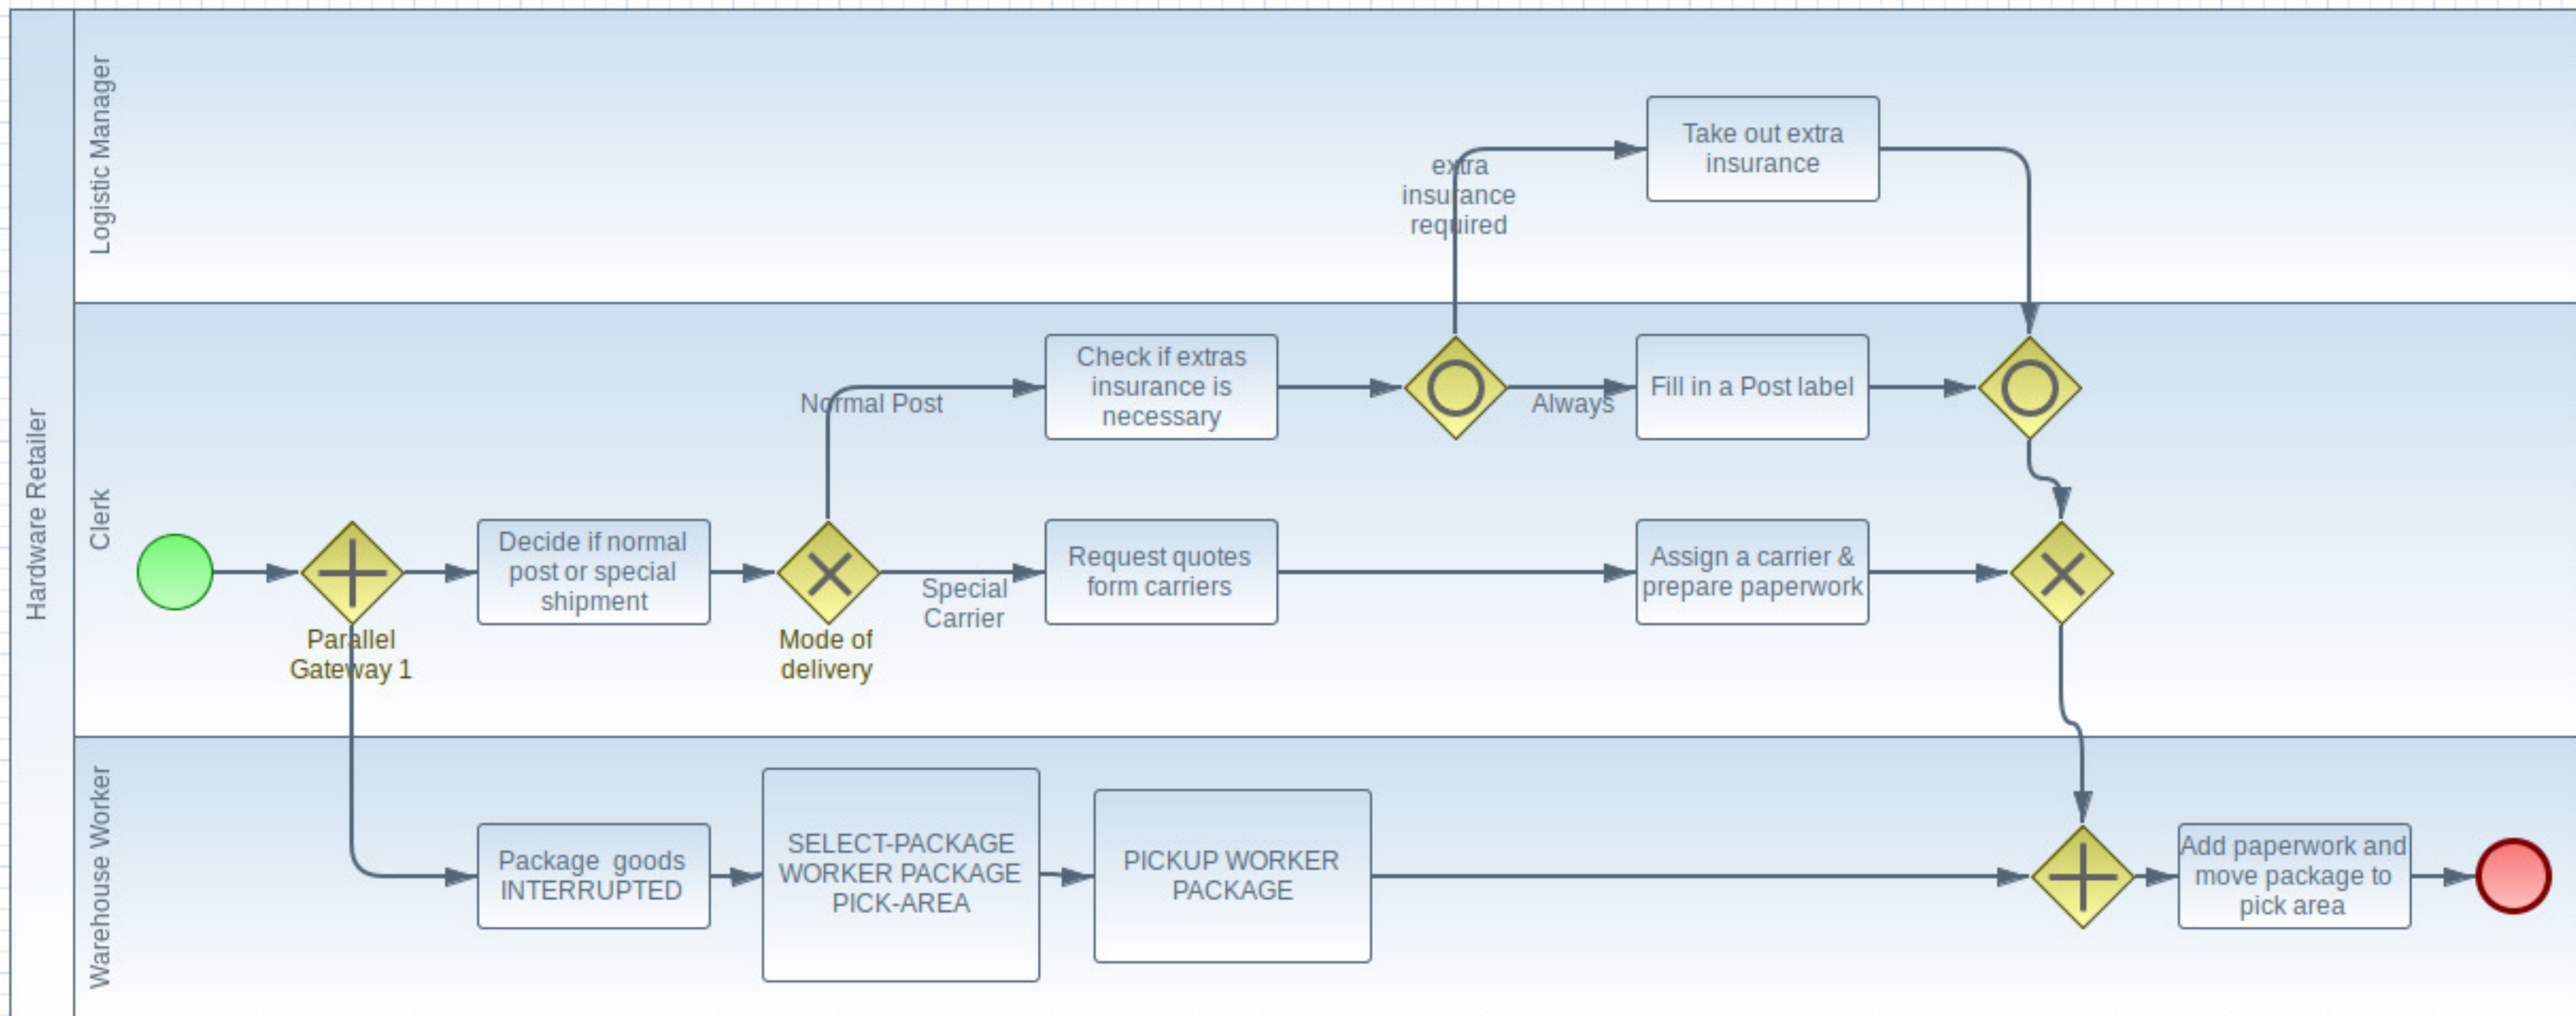 Hardware Retailer
Logistic Manager
extra
insurance
required
Take out extra
insurance
Clerk
Normal Post
Check if extras
insurance is
necessary
Always
Fill in a Post label
Parallel
Gateway 1
Decide if normal
post or special
shipment
Mode of
delivery
Special
Carrier
Request quotes
form carriers
Assign a carrier &
prepare paperwork
Warehouse Worker
Package goods
INTERRUPTED
SELECT-PACKAGE
WORKER PACKAGE
PICK-AREA
PICKUP WORKER
PACKAGE
Add paperwork and
move package to
pick area